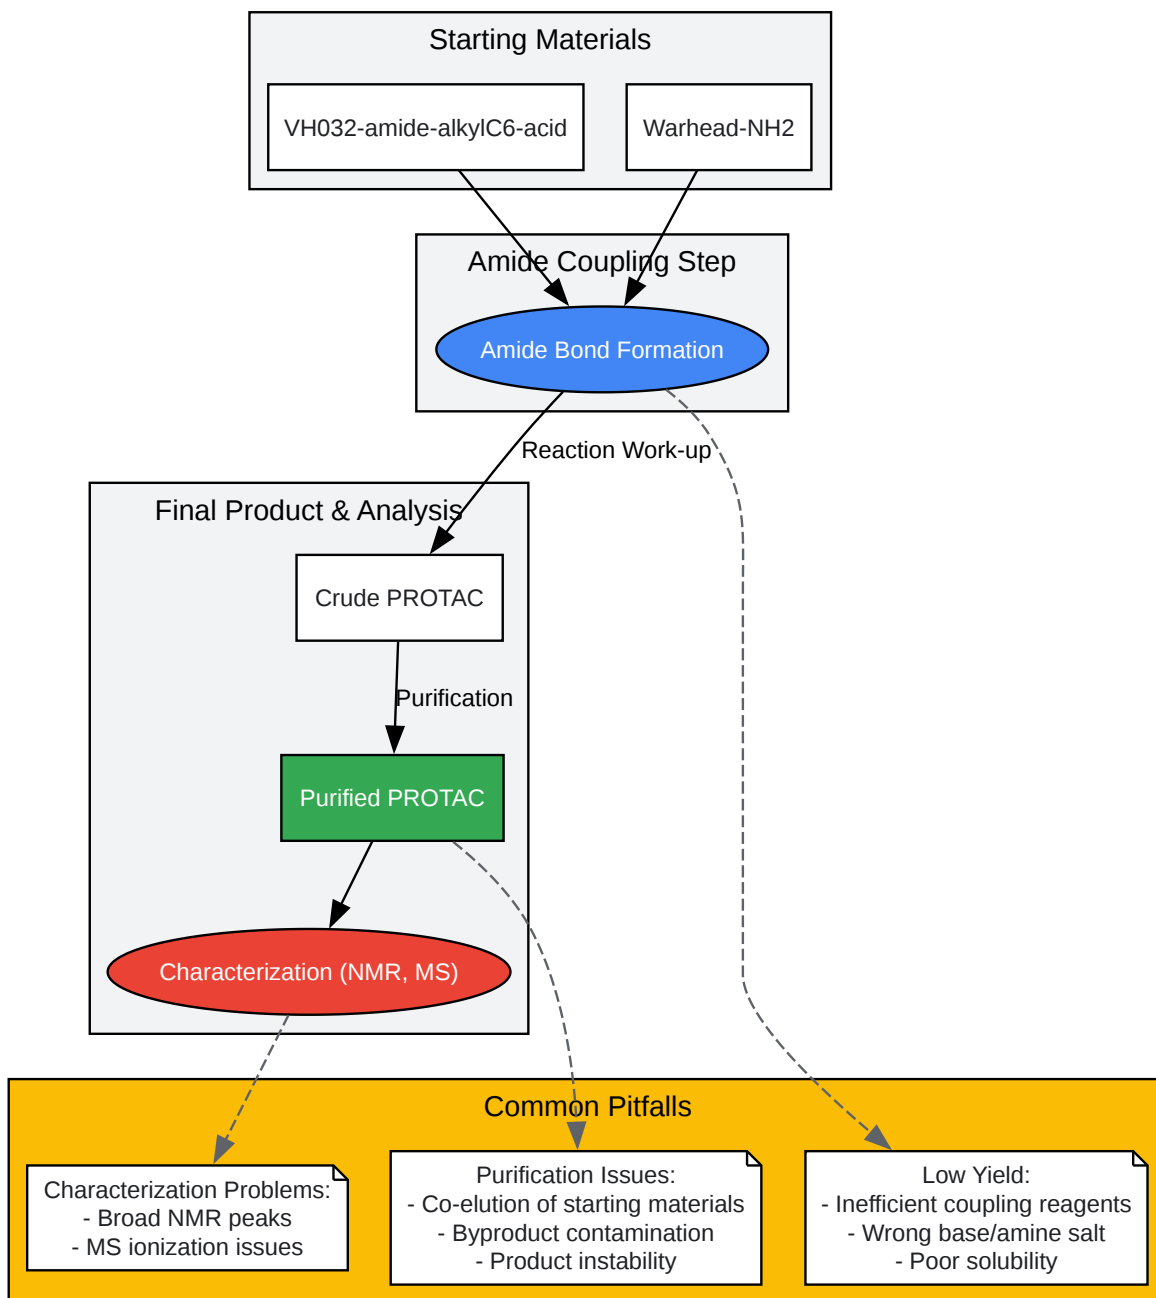 Starting Materials
VH032-amide-alkylC6-acid
Warhead-NH2
Amide Coupling Step
Amide Bond Formation
Reaction Work-up
Final Product & Analysis
Crude PROTAC
Purification
Purified PROTAC
Characterization (NMR, MS)
Common Pitfalls
Characterization Problems:
- Broad NMR peaks
- MS ionization issues
Purification Issues:
- Co-elution of starting materials
- Byproduct contamination
- Product instability
Low Yield:
- Inefficient coupling reagents
- Wrong base/amine salt
- Poor solubility